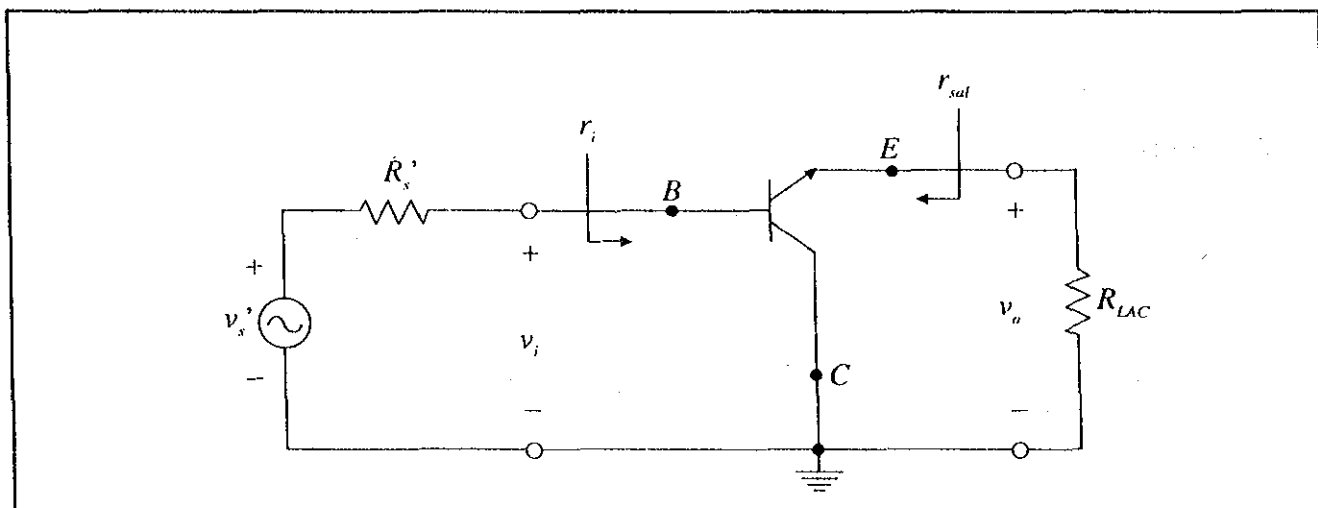 r_sal
r_i
E
R_s'
B
+
+
+
v_s'
v_i
v_o
R_LAC
C
−
−
−